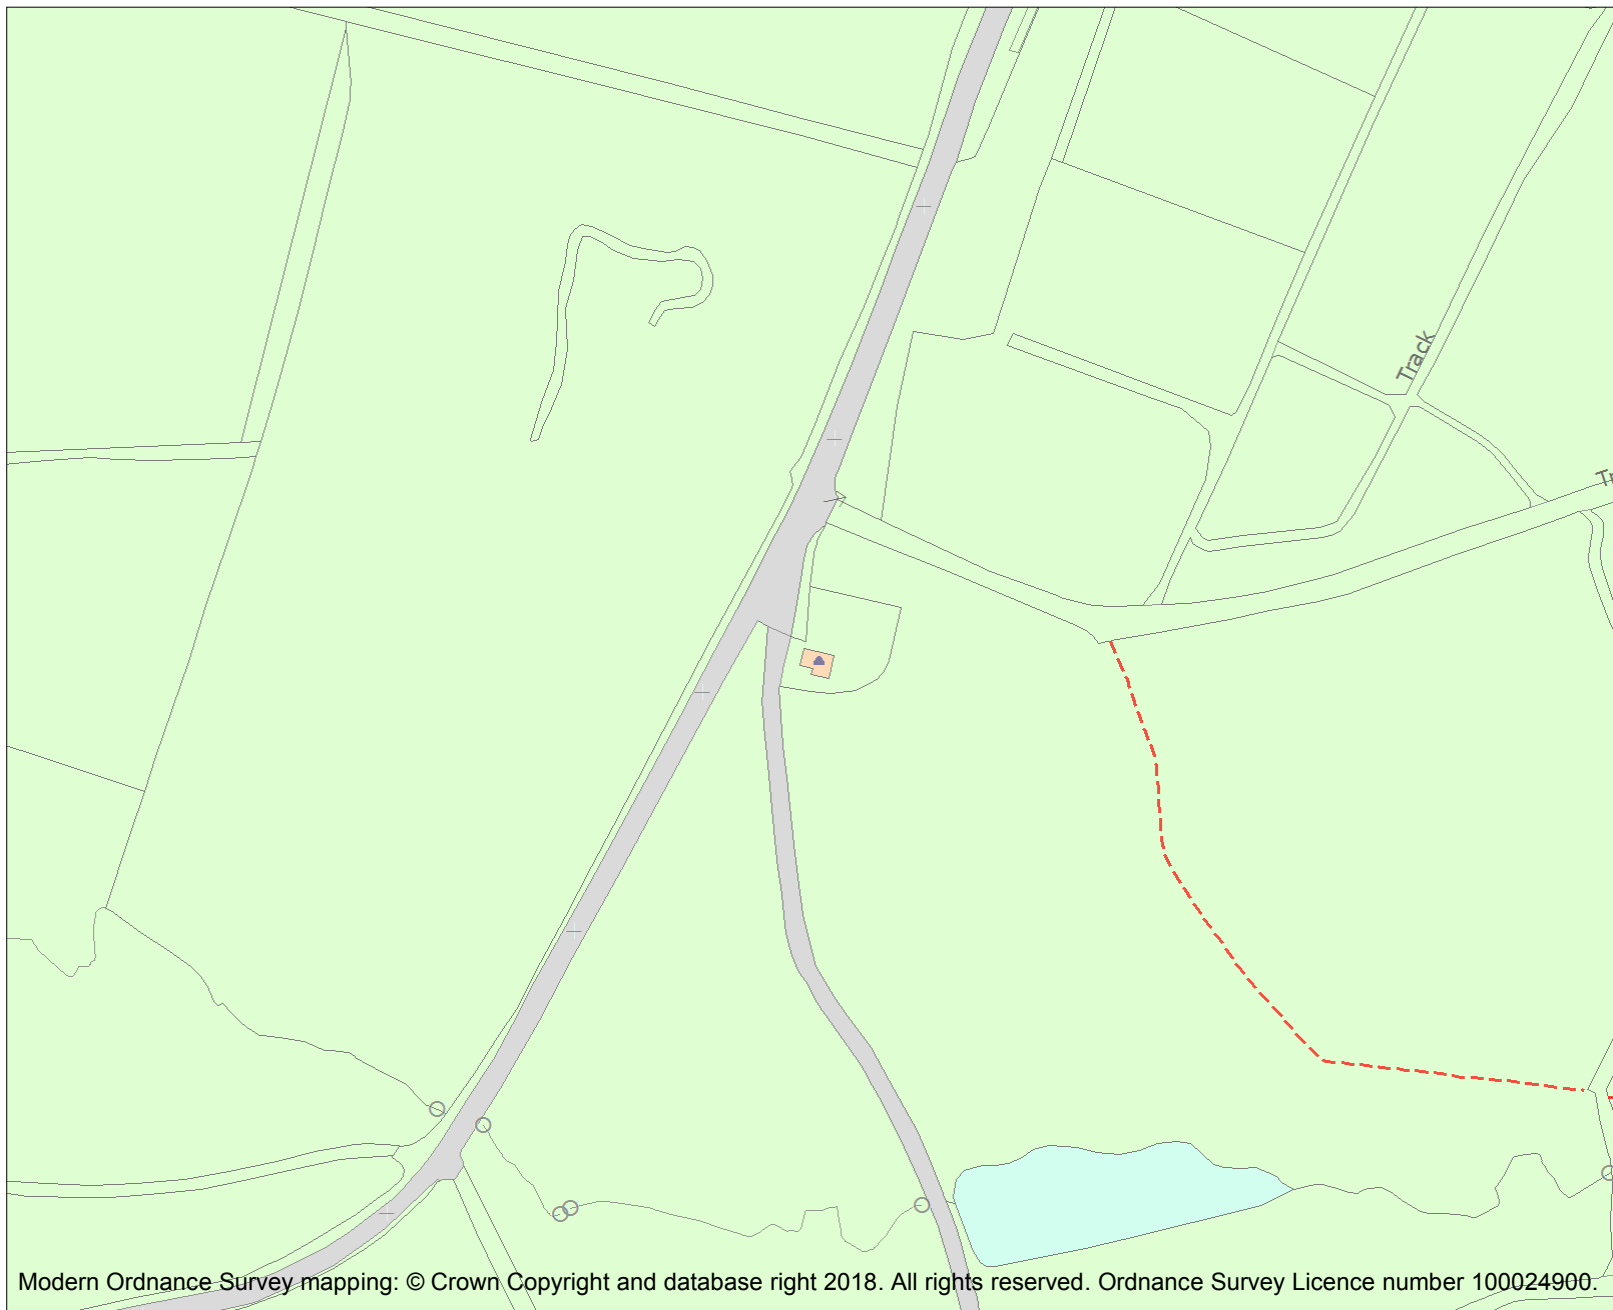 Track
Modern Ordnance Survey mapping: © Crown Copyright and database right 2018. All rights reserved. Ordnance Survey Licence number 100024900.